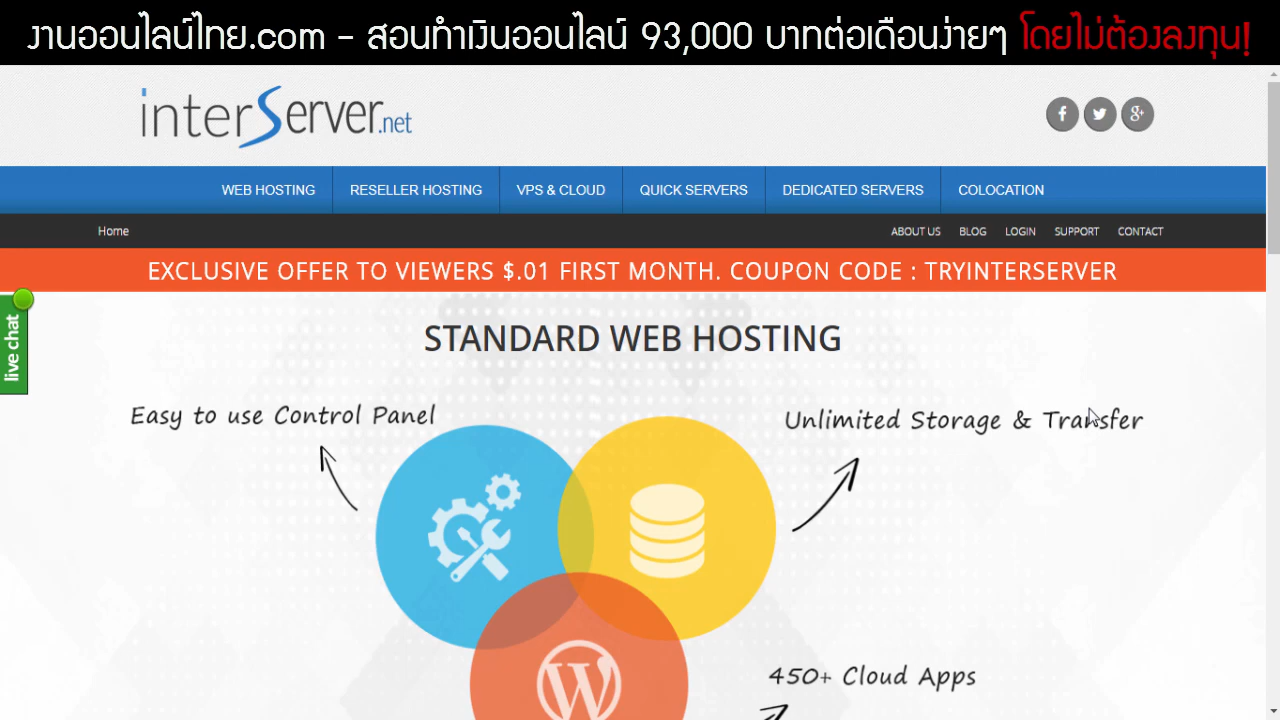 งานออนไลน์ไทย.com - สอนทำเงินออนไลน์ 93,000 บาทต่อเดือนง่ายๆ โดยไม่ต้องลงทุน!
interServer.net
f g+
WEB HOSTING RESELLER HOSTING VPS & CLOUD QUICK SERVERS DEDICATED SERVERS COLOCATION
Home ABOUT US BLOG LOGIN SUPPORT CONTACT
EXCLUSIVE OFFER TO VIEWERS $.01 FIRST MONTH. COUPON CODE : TRYINTERSERVER
live chat
STANDARD WEB HOSTING
Easy to use Control Panel
Unlimited Storage & Transfer
W
450+ Cloud Apps